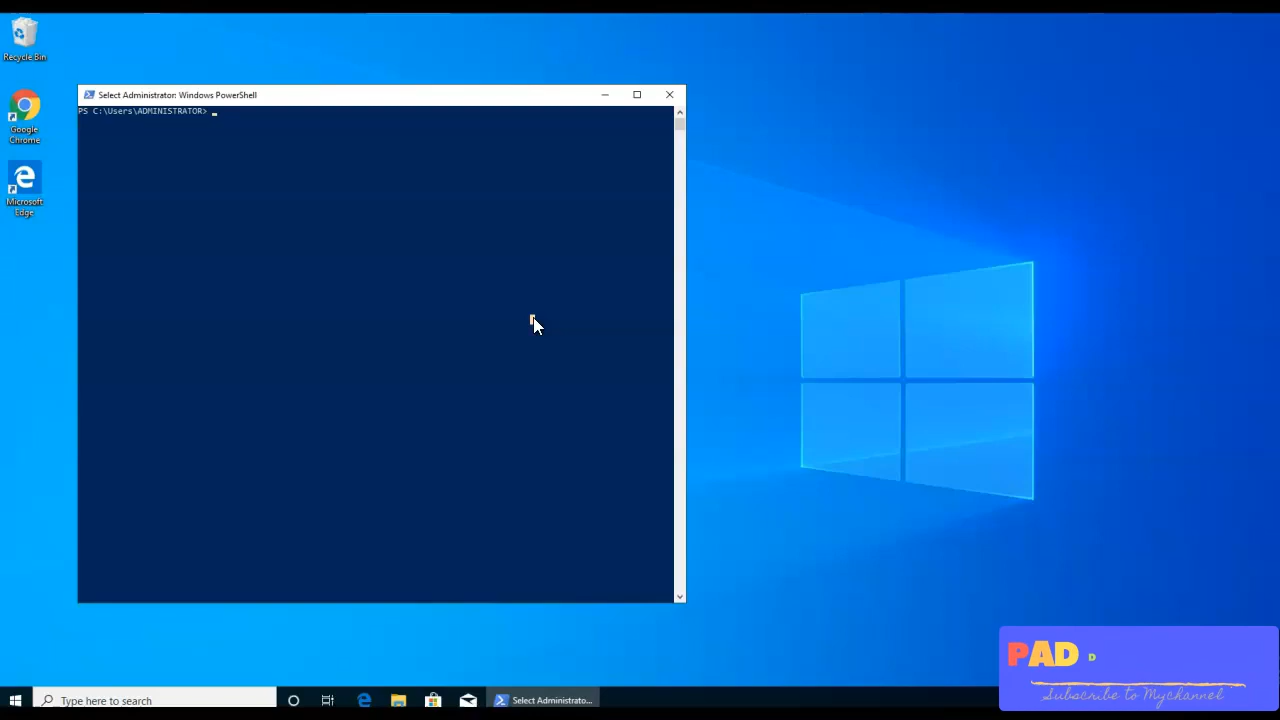 Recycle Bin
Select Administrator: Windows PowerShell
PS C:\Users\ADMINISTRATOR>
Google
Chrome
Microsoft
Edge
PAD D
Subscribe to Mychannel
Type here to search
Select Administrato...